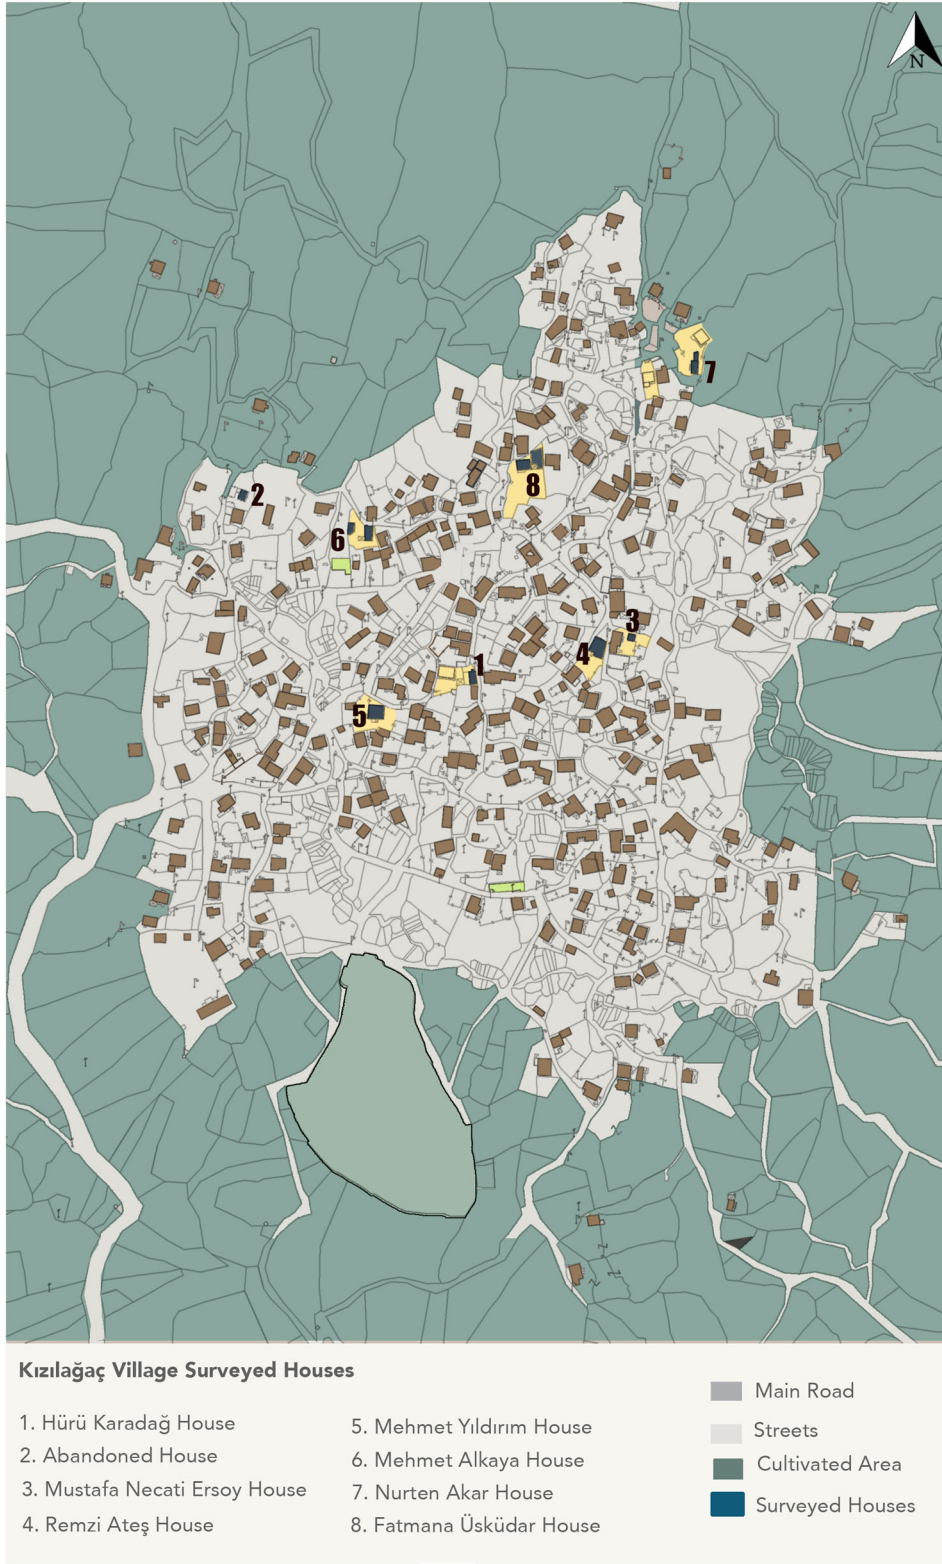 N
7
8
2
6
3
4
1
5
Kızılağaç Village Surveyed Houses
1. Hürü Karadağ House
2. Abandoned House
3. Mustafa Necati Ersoy House
4. Remzi Ateş House
5. Mehmet Yıldırım House
6. Mehmet Alkaya House
7. Nurten Akar House
8. Fatmana Üsküdar House
Main Road
Streets
Cultivated Area
Surveyed Houses